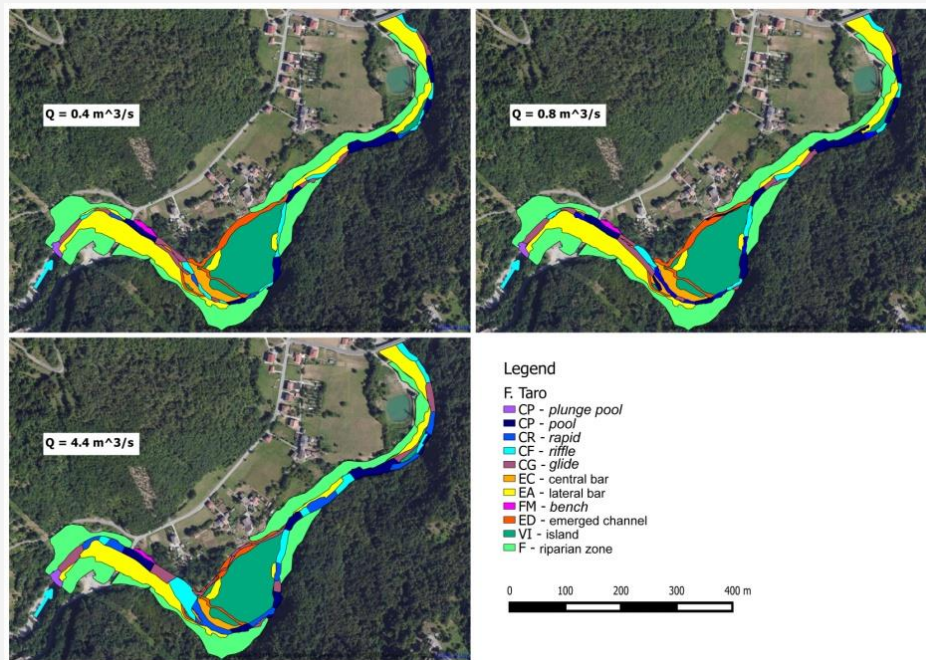 Q = 0.4 m^3/s
Q = 0.8 m^3/s
Q = 4.4 m^3/s
Legend
F. Taro
CP - plunge pool
CP - pool
CR - rapid
CF - riffle
CG - glide
EC - central bar
EA - lateral bar
FM - bench
ED - emerged channel
VI - island
F - riparian zone
0 100 200 300 400 m